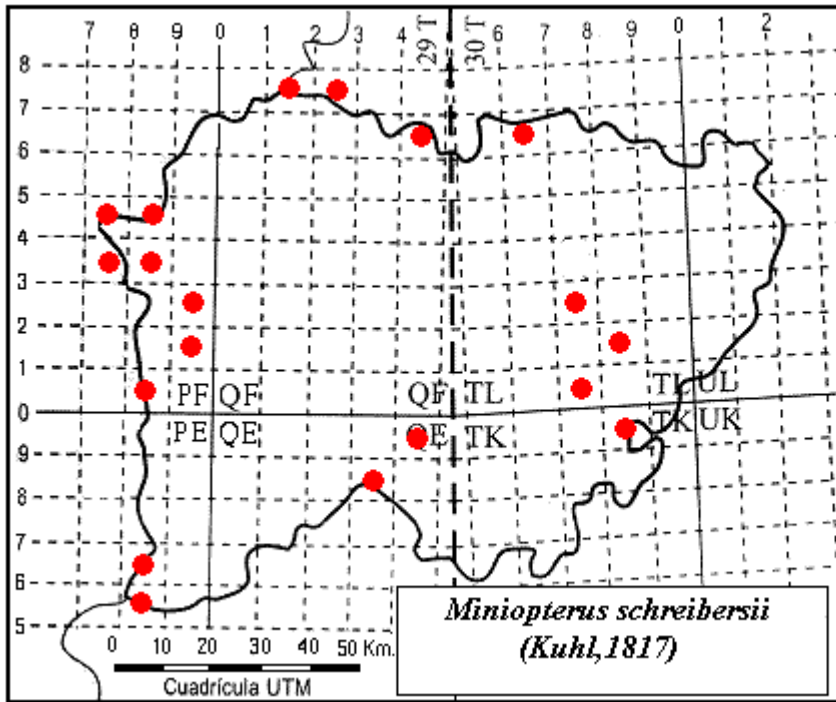 7 8 9 0 1 2 3 4 29 T 30 T 6 7 8 9 0 1 2
8
7
6
5
4
3
2
1
PF QF QF TL TL UL
0
PE QE QE TK TK UK
9
8
7
6
5
0 10 20 30 40 50 Km.
Cuadrícula UTM
Miniopterus schreibersii
(Kuhl,1817)